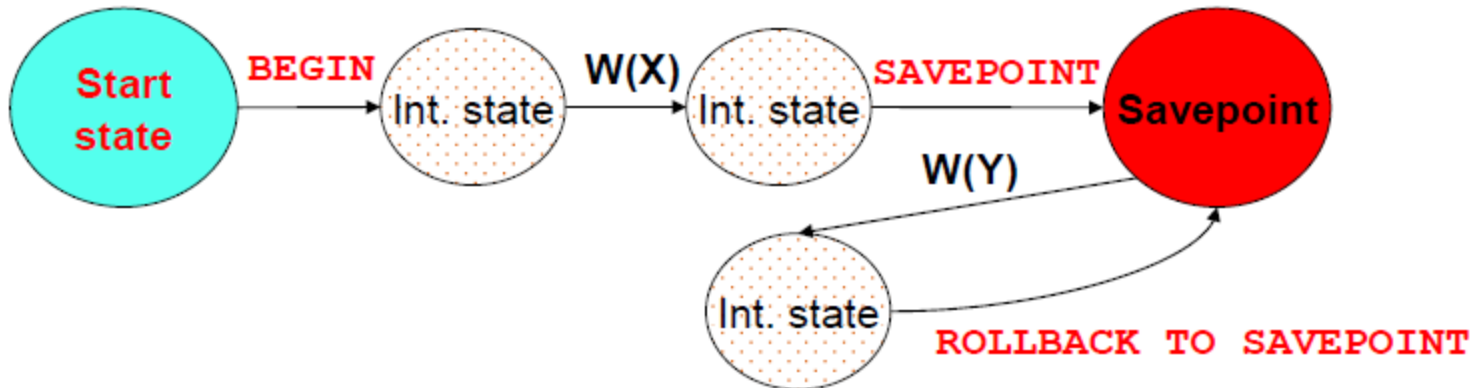 Start
state
BEGIN
Int. state
W(X)
Int. state
SAVEPOINT
Savepoint
W(Y)
Int. state
ROLLBACK TO SAVEPOINT